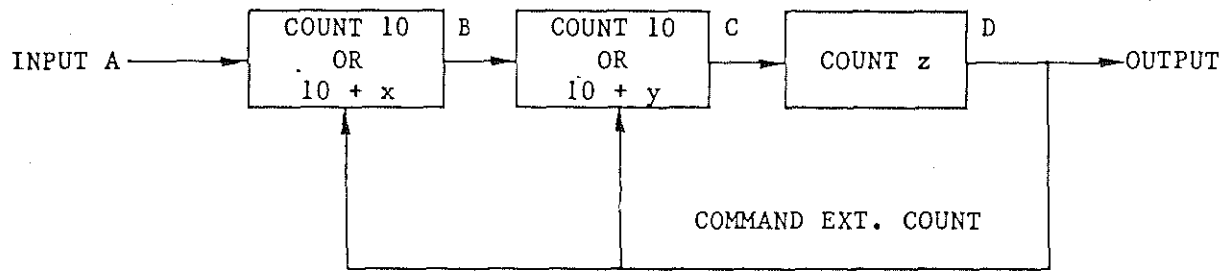 COUNT 10
OR
10 + x
B
COUNT 10
OR
10 + y
C
COUNT z
D
INPUT A
OUTPUT
COMMAND EXT. COUNT